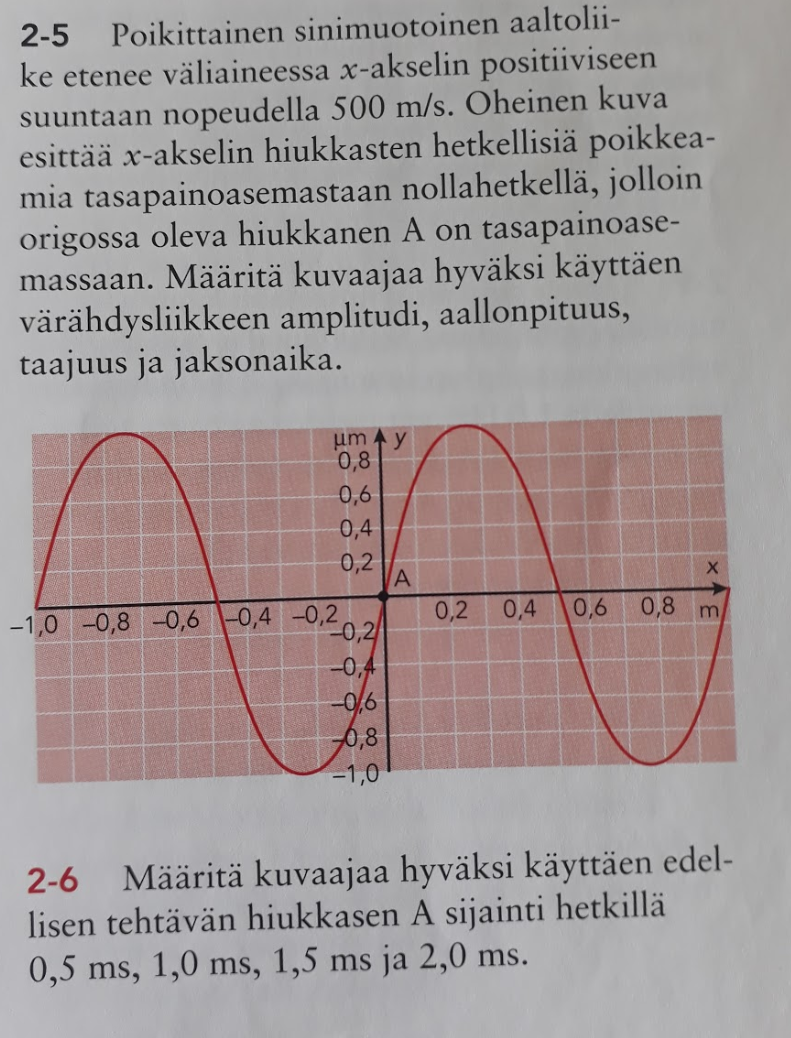 2-5 Poikittainen sinimuotoinen aaltolii-
ke etenee väliaineessa x-akselin positiiviseen
suuntaan nopeudella 500 m/s. Oheinen kuva
esittää x-akselin hiukkasten hetkellisiä poikkea-
mia tasapainoasemastaan nollahetkellä, jolloin
origossa oleva hiukkanen A on tasapainoase-
massaan. Määritä kuvaajaa hyväksi käyttäen
värähdysliikkeen amplitudi, aallonpituus,
taajuus ja jaksonaika.
µm y
0,8
0,6
0,4
0,2
A
x
–1,0 –0,8 –0,6 –0,4 –0,2 0,2 0,4 0,6 0,8 m
–0,2
–0,4
–0,6
–0,8
–1,0
2-6 Määritä kuvaajaa hyväksi käyttäen edel-
lisen tehtävän hiukkasen A sijainti hetkillä
0,5 ms, 1,0 ms, 1,5 ms ja 2,0 ms.